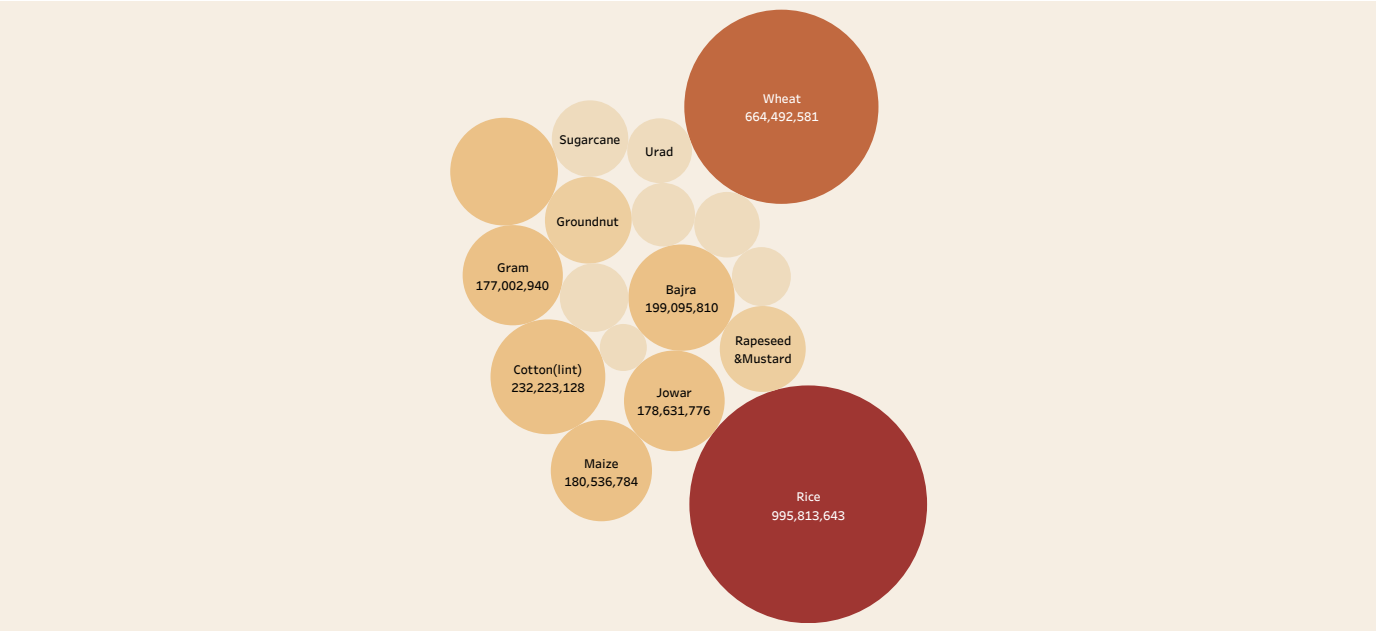 Wheat
664,492,581
Sugarcane
Urad
Groundnut
Gram
177,002,940
Bajra
199,095,810
Rapeseed
&Mustard
Cotton(lint)
232,223,128
Jowar
178,631,776
Maize
180,536,784
Rice
995,813,643